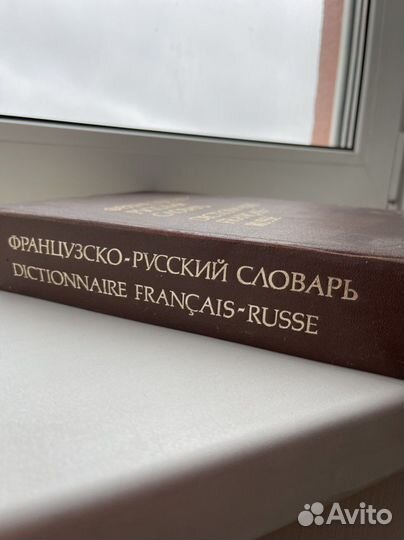 ФРАНЦУЗСКО-РУССКИЙ СЛОВАРЬ
DICTIONNAIRE FRANÇAIS-RUSSE
Avito